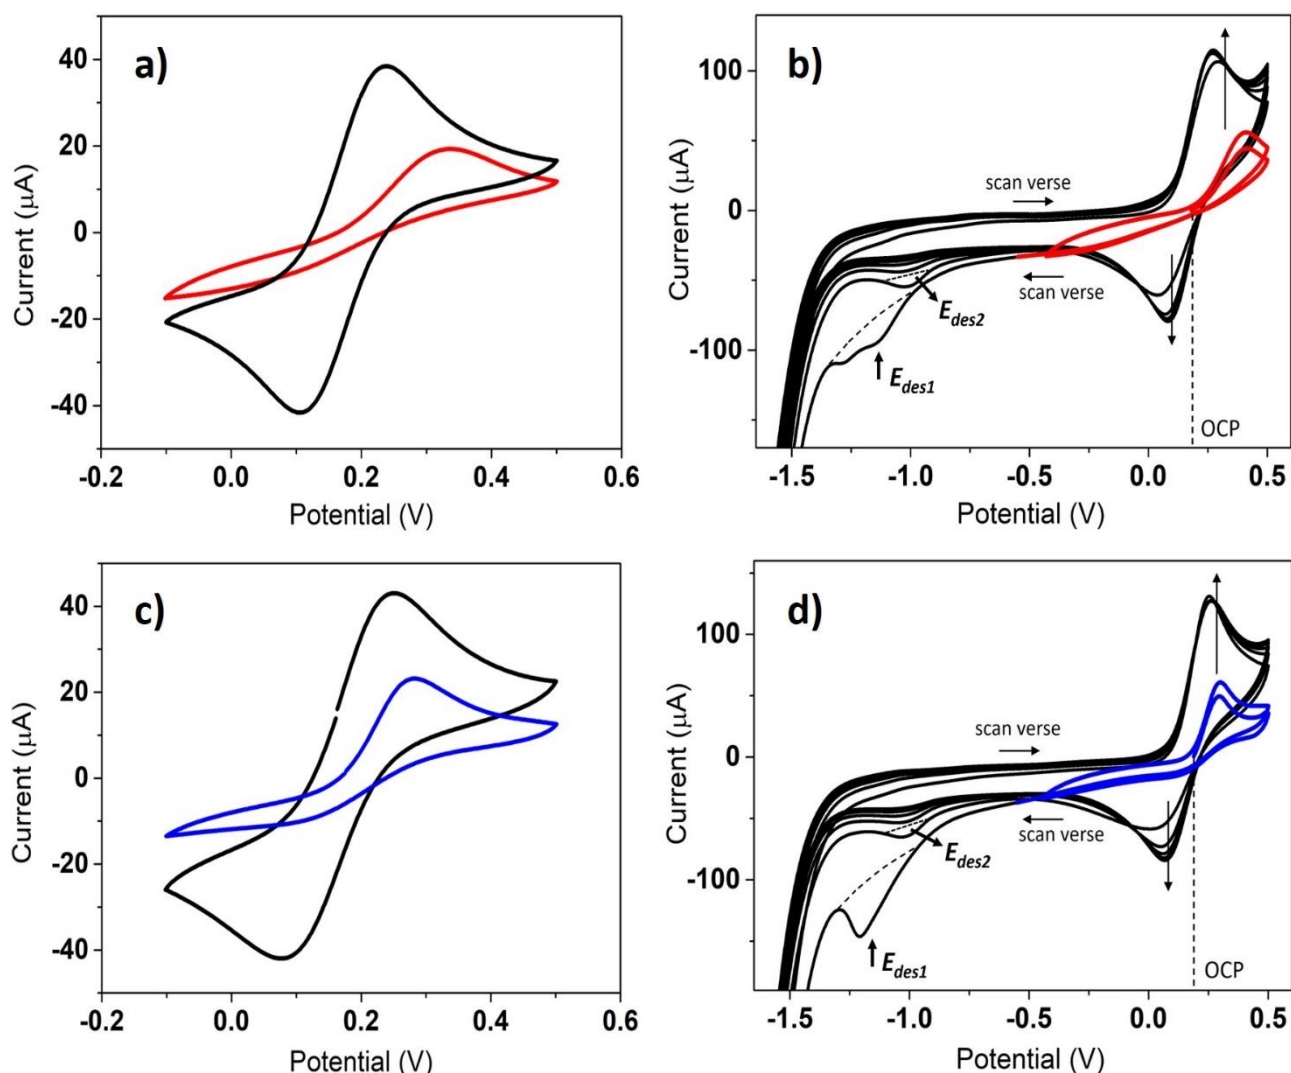 a)
40
20
0
-20
-40
-0.2
0.0
0.2
0.4
0.6
Current (μA)
Potential (V)
b)
100
0
-100
-1.5
-1.0
-0.5
0.0
0.5
Current (μA)
Potential (V)
scan verse
scan verse
Edes2
Edes1
OCP
c)
40
20
0
-20
-40
-0.2
0.0
0.2
0.4
0.6
Current (μA)
Potential (V)
d)
100
0
-100
-1.5
-1.0
-0.5
0.0
0.5
Current (μA)
Potential (V)
scan verse
scan verse
Edes2
Edes1
OCP